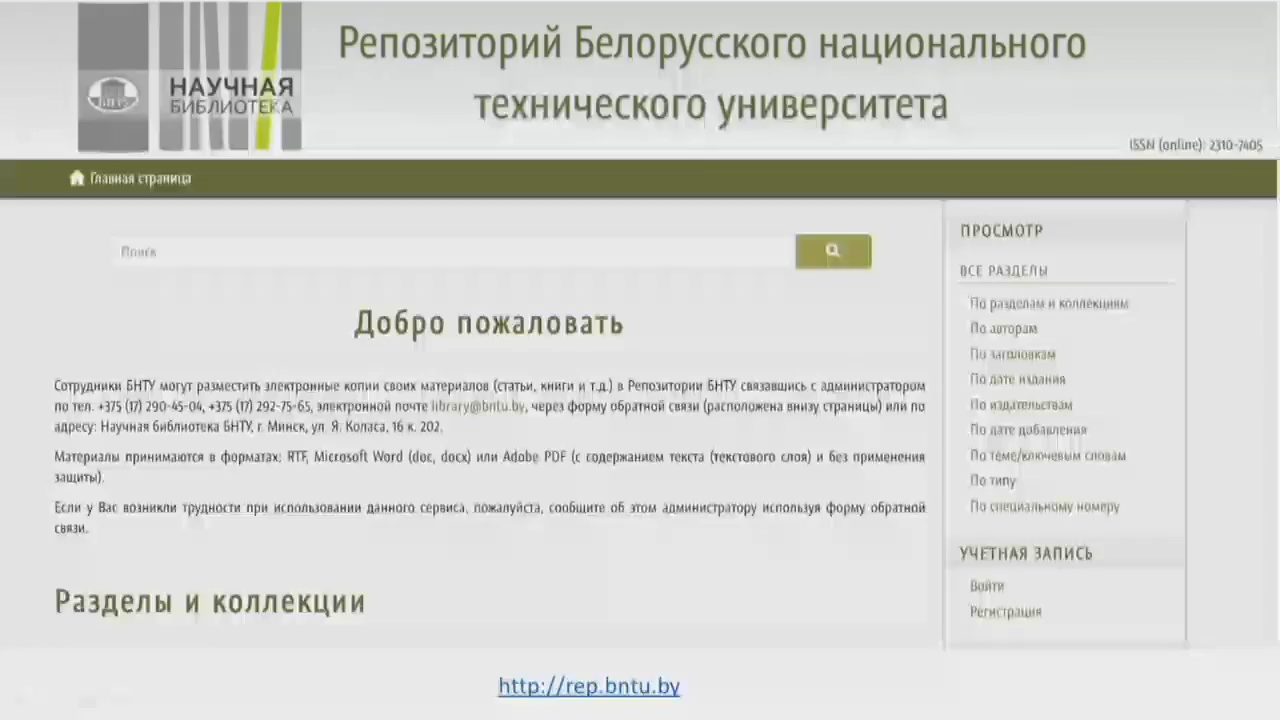 БНТУ
НАУЧНАЯ
БИБЛИОТЕКА
Репозиторий Белорусского национального
технического университета
ISSN (online): 2310-7405
Главная страница
Поиск
Добро пожаловать
Сотрудники БНТУ могут разместить электронные копии своих материалов (статьи, книги и т.д.) в Репозитории БНТУ связавшись с администратором
по тел. +375 (17) 290-45-04, +375 (17) 292-75-65, электронной почте library@bntu.by, через форму обратной связи (расположена внизу страницы) или по
адресу: Научная библиотека БНТУ, г. Минск, ул. Я. Коласа, 16 к. 202.
Материалы принимаются в форматах: RTF, Microsoft Word (doc, docx) или Adobe PDF (с содержанием текста (текстового слоя) и без применения
защиты).
Если у Вас возникли трудности при использовании данного сервиса, пожалуйста, сообщите об этом администратору используя форму обратной
связи.
Разделы и коллекции
ПРОСМОТР
ВСЕ РАЗДЕЛЫ
По разделам и коллекциям
По авторам
По заголовкам
По дате издания
По издательствам
По дате добавления
По теме/ключевым словам
По типу
По специальному номеру
УЧЕТНАЯ ЗАПИСЬ
Войти
Регистрация
http://rep.bntu.by